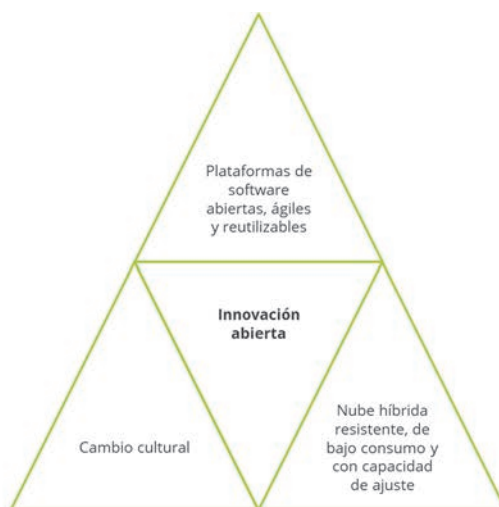 Plataformas de
software
abiertas, ágiles
y reutilizables
Innovación
abierta
Cambio cultural
Nube híbrida
resistente, de
bajo consumo y
con capacidad
de ajuste